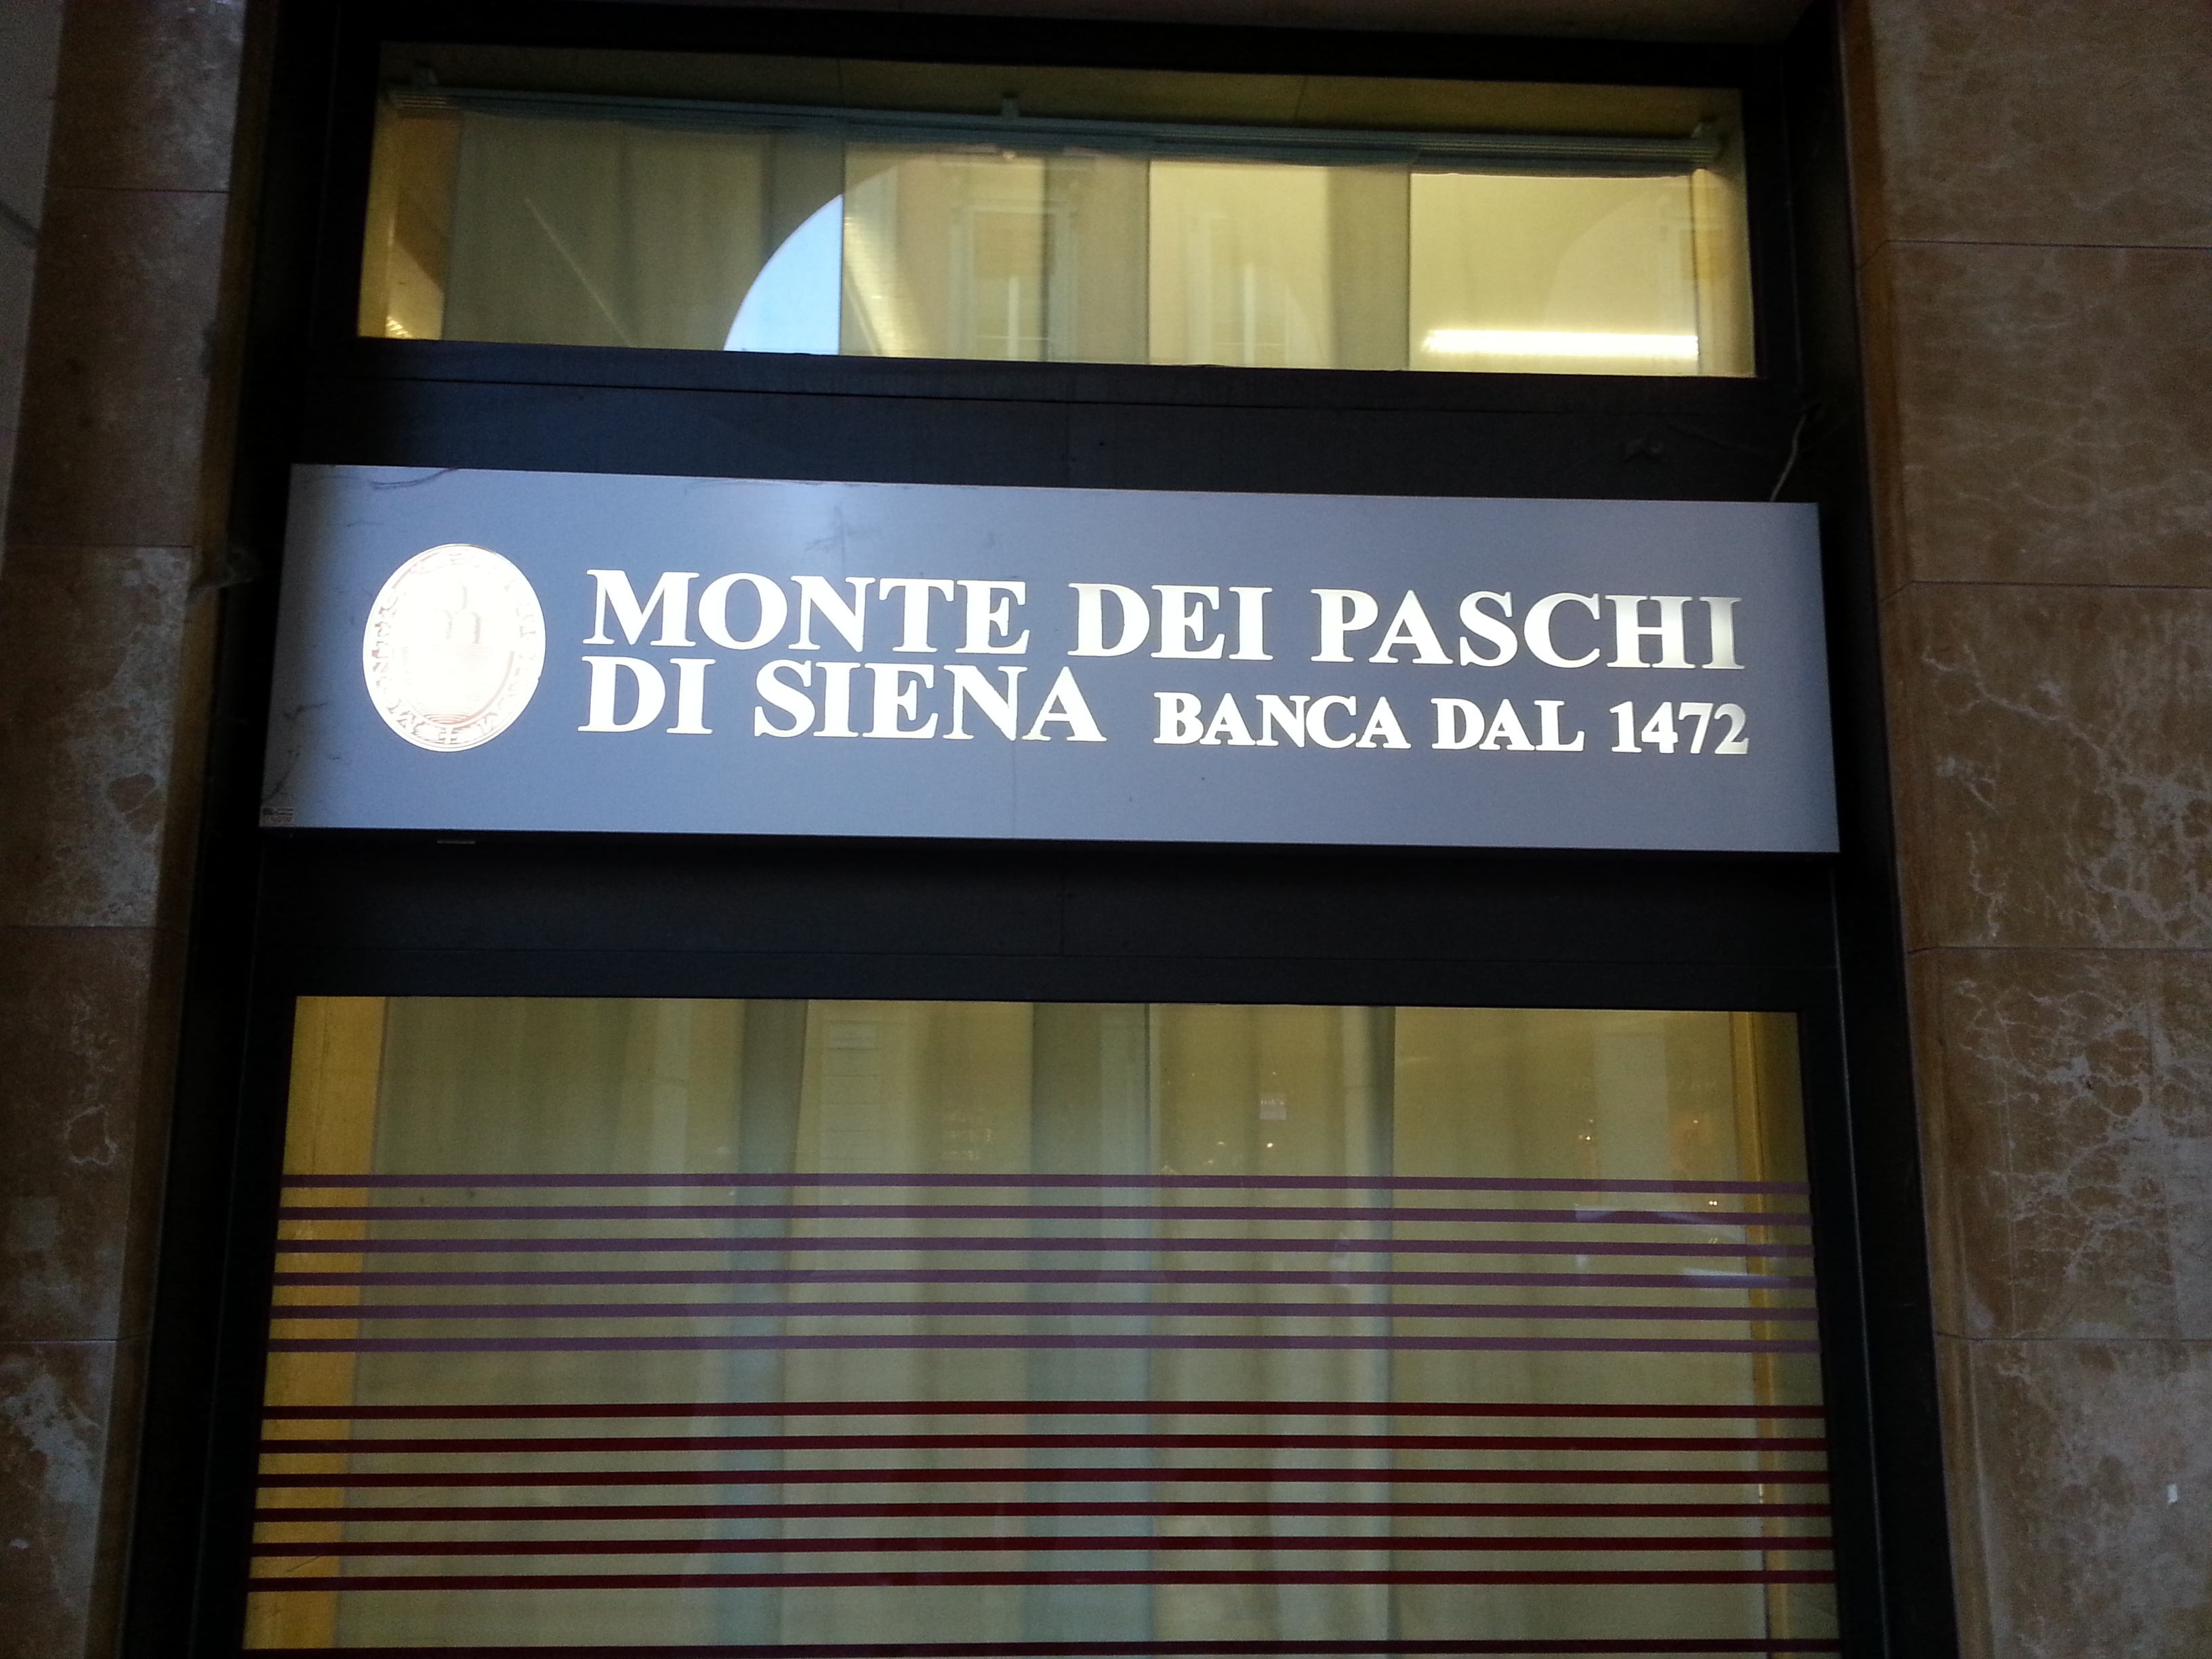 MONTE DEI PASCHI
DI SIENA BANCA DAL 1472